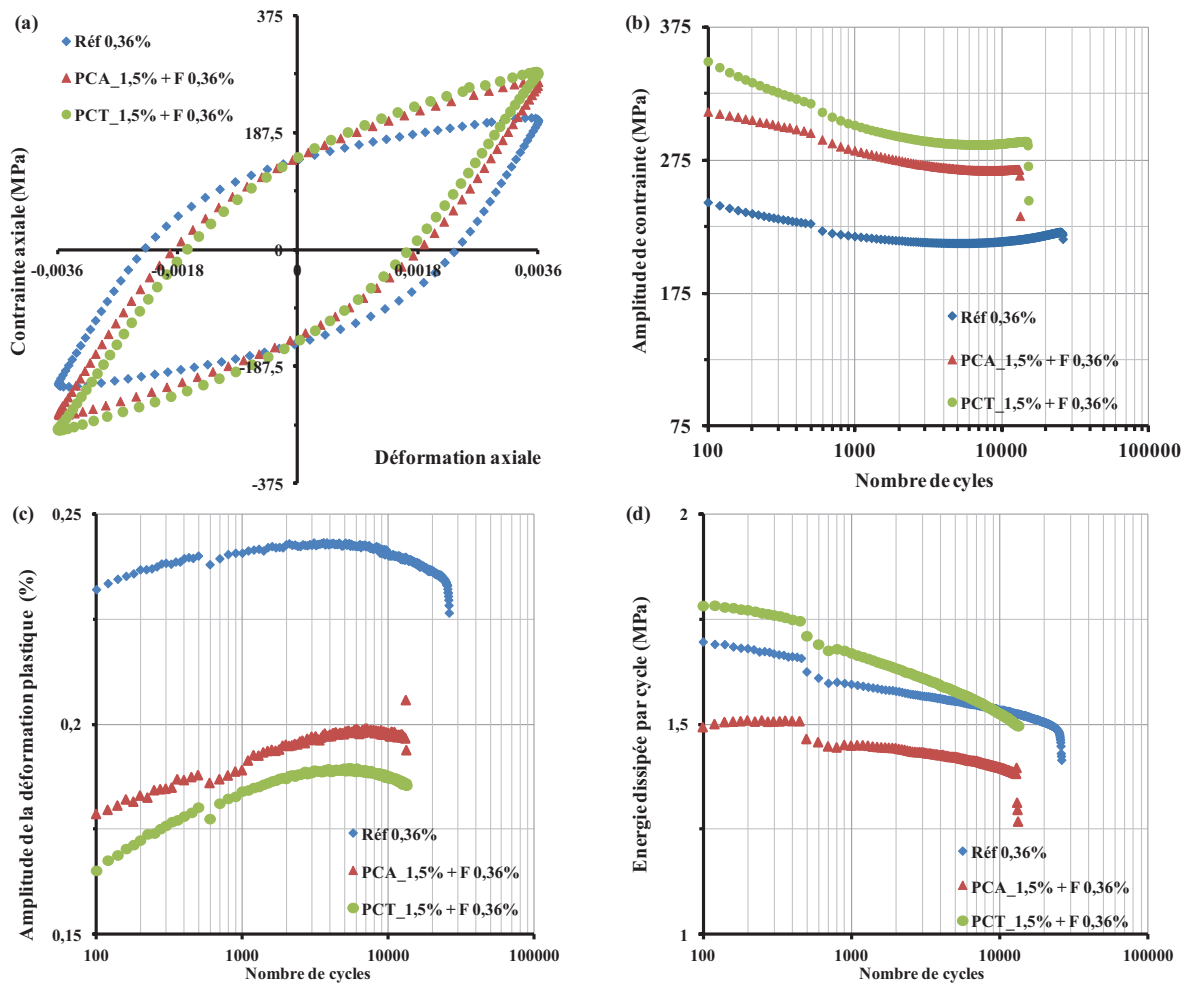 (a)
375
Réf 0,36%
PCA_1,5% + F 0,36%
PCT_1,5% + F 0,36%
187,5
0
-0,0036
-0,0018
0
0,0018
0,0036
-187,5
-375
Contrainte axiale (MPa)
Déformation axiale
(b)
375
275
175
75
Amplitude de contrainte (MPa)
Réf 0,36%
PCA_1,5% + F 0,36%
PCT_1,5% + F 0,36%
100
1000
10000
100000
Nombre de cyles
(c)
0,25
0,2
0,15
Amplitude de la déformation plastique (%)
Réf 0,36%
PCA_1,5% + F 0,36%
PCT_1,5% + F 0,36%
100
1000
10000
100000
Nombre de cycles
(d)
2
1,5
1
Energie dissipée par cycle (MPa)
Réf 0,36%
PCA_1,5% + F 0,36%
PCT_1,5% + F 0,36%
100
1000
10000
100000
Nombre de cycles